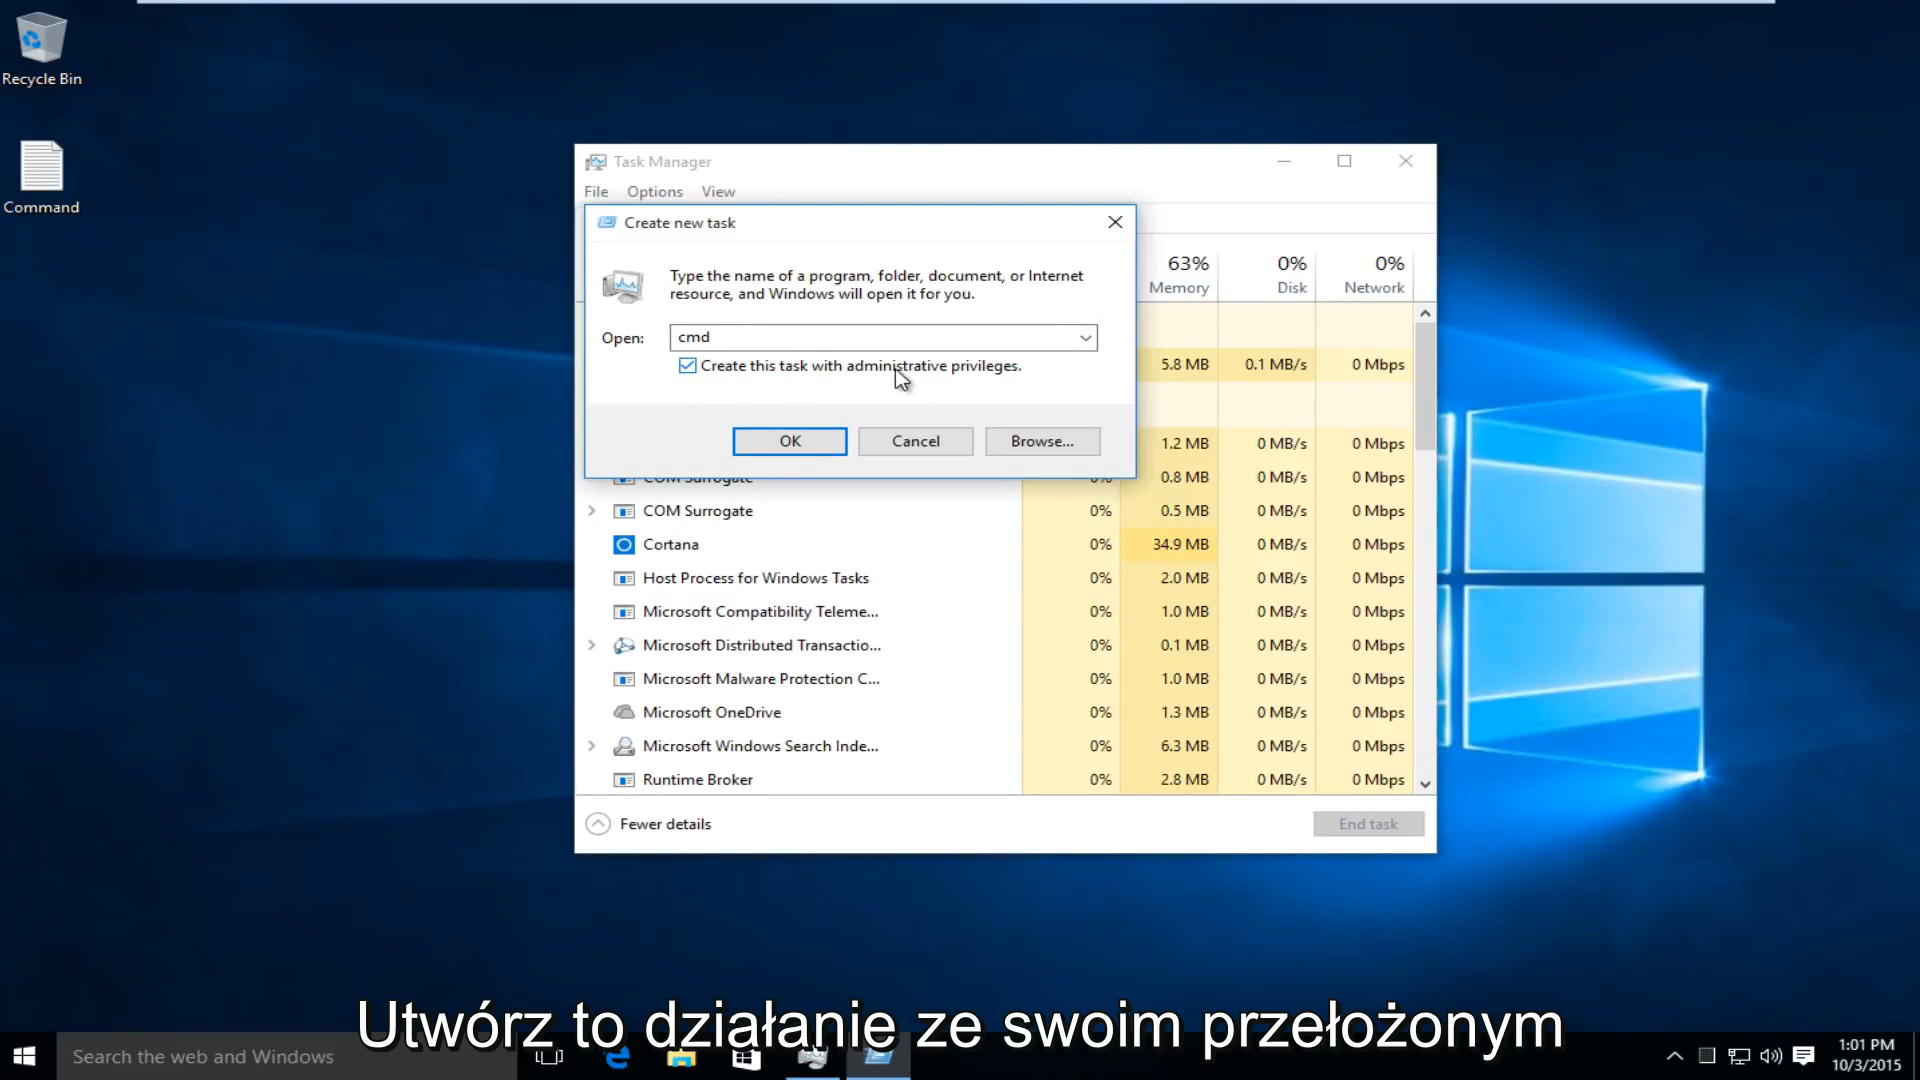 Recycle Bin
Command
Task Manager
File Options View
Create new task
Type the name of a program, folder, document, or Internet
resource, and Windows will open it for you.
Open: cmd
Create this task with administrative privileges.
OK Cancel Browse...
63% 0% 0%
Memory Disk Network
5.8 MB 0.1 MB/s 0 Mbps
1.2 MB 0 MB/s 0 Mbps
COM Surrogate 0% 0.8 MB 0 MB/s 0 Mbps
COM Surrogate 0% 0.5 MB 0 MB/s 0 Mbps
Cortana 0% 34.9 MB 0 MB/s 0 Mbps
Host Process for Windows Tasks 0% 2.0 MB 0 MB/s 0 Mbps
Microsoft Compatibility Teleme... 0% 1.0 MB 0 MB/s 0 Mbps
Microsoft Distributed Transactio... 0% 0.1 MB 0 MB/s 0 Mbps
Microsoft Malware Protection C... 0% 1.0 MB 0 MB/s 0 Mbps
Microsoft OneDrive 0% 1.3 MB 0 MB/s 0 Mbps
Microsoft Windows Search Inde... 0% 6.3 MB 0 MB/s 0 Mbps
Runtime Broker 0% 2.8 MB 0 MB/s 0 Mbps
Fewer details End task
Utwórz to działanie ze swoim przełożonym
Search the web and Windows
1:01 PM
10/3/2015